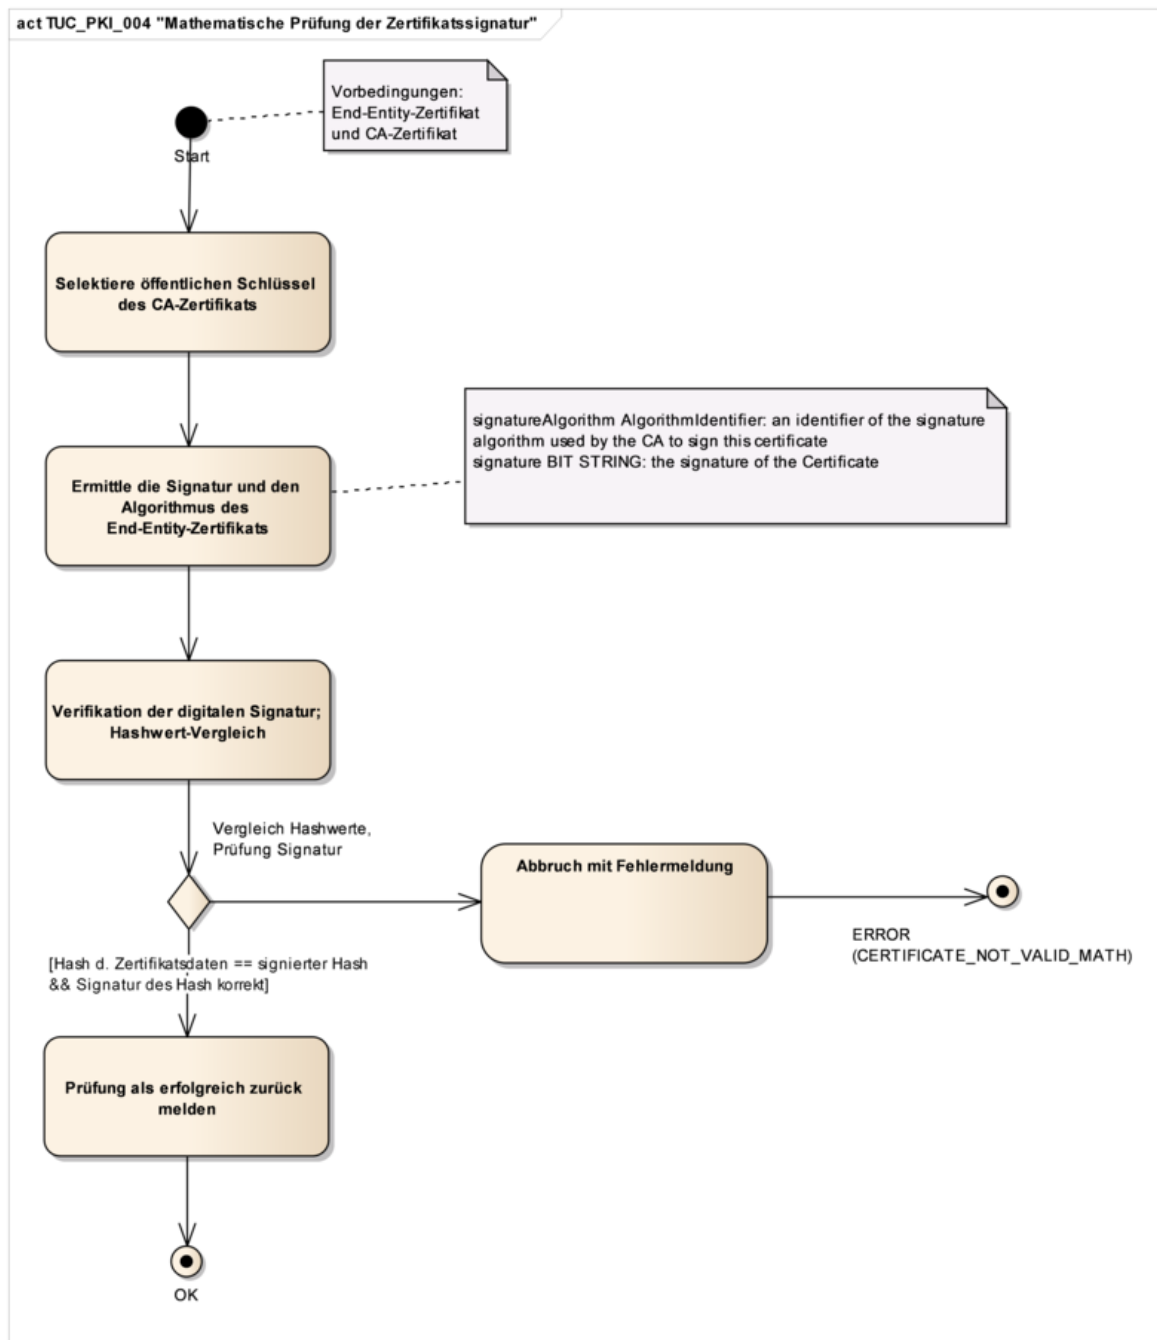 act TUC_PKI_004 "Mathematische Prüfung der Zertifikatssignatur"
Vorbedingungen:
End-Entity-Zertifikat
und CA-Zertifikat
Start
Selektiere öffentlichen Schlüssel
des CA-Zertifikats
signatureAlgorithm AlgorithmIdentifier: an identifier of the signature
algorithm used by the CA to sign this certificate
signature BIT STRING: the signature of the Certificate
Ermittle die Signatur und den
Algorithmus des
End-Entity-Zertifikats
Verifikation der digitalen Signatur;
Hashwert-Vergleich
Vergleich Hashwerte,
Prüfung Signatur
Abbruch mit Fehlermeldung
ERROR
(CERTIFICATE_NOT_VALID_MATH)
[Hash d. Zertifikatsdaten == signierter Hash
&& Signatur des Hash korrekt]
Prüfung als erfolgreich zurück
melden
OK